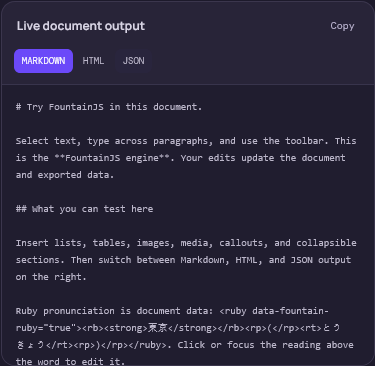 Live document output
Copy
MARKDOWN
HTML
JSON
# Try FountainJS in this document.
Select text, type across paragraphs, and use the toolbar. This
is the **FountainJS engine**. Your edits update the document
and exported data.
## What you can test here
Insert lists, tables, images, media, callouts, and collapsible
sections. Then switch between Markdown, HTML, and JSON output
on the right.
Ruby pronunciation is document data: <ruby data-fountain-
ruby="true"><rb><strong>東京</strong></rb><rp>(</rp><rt>とう
きょう</rt><rp>)</rp></ruby>. Click or focus the reading above
the word to edit it.